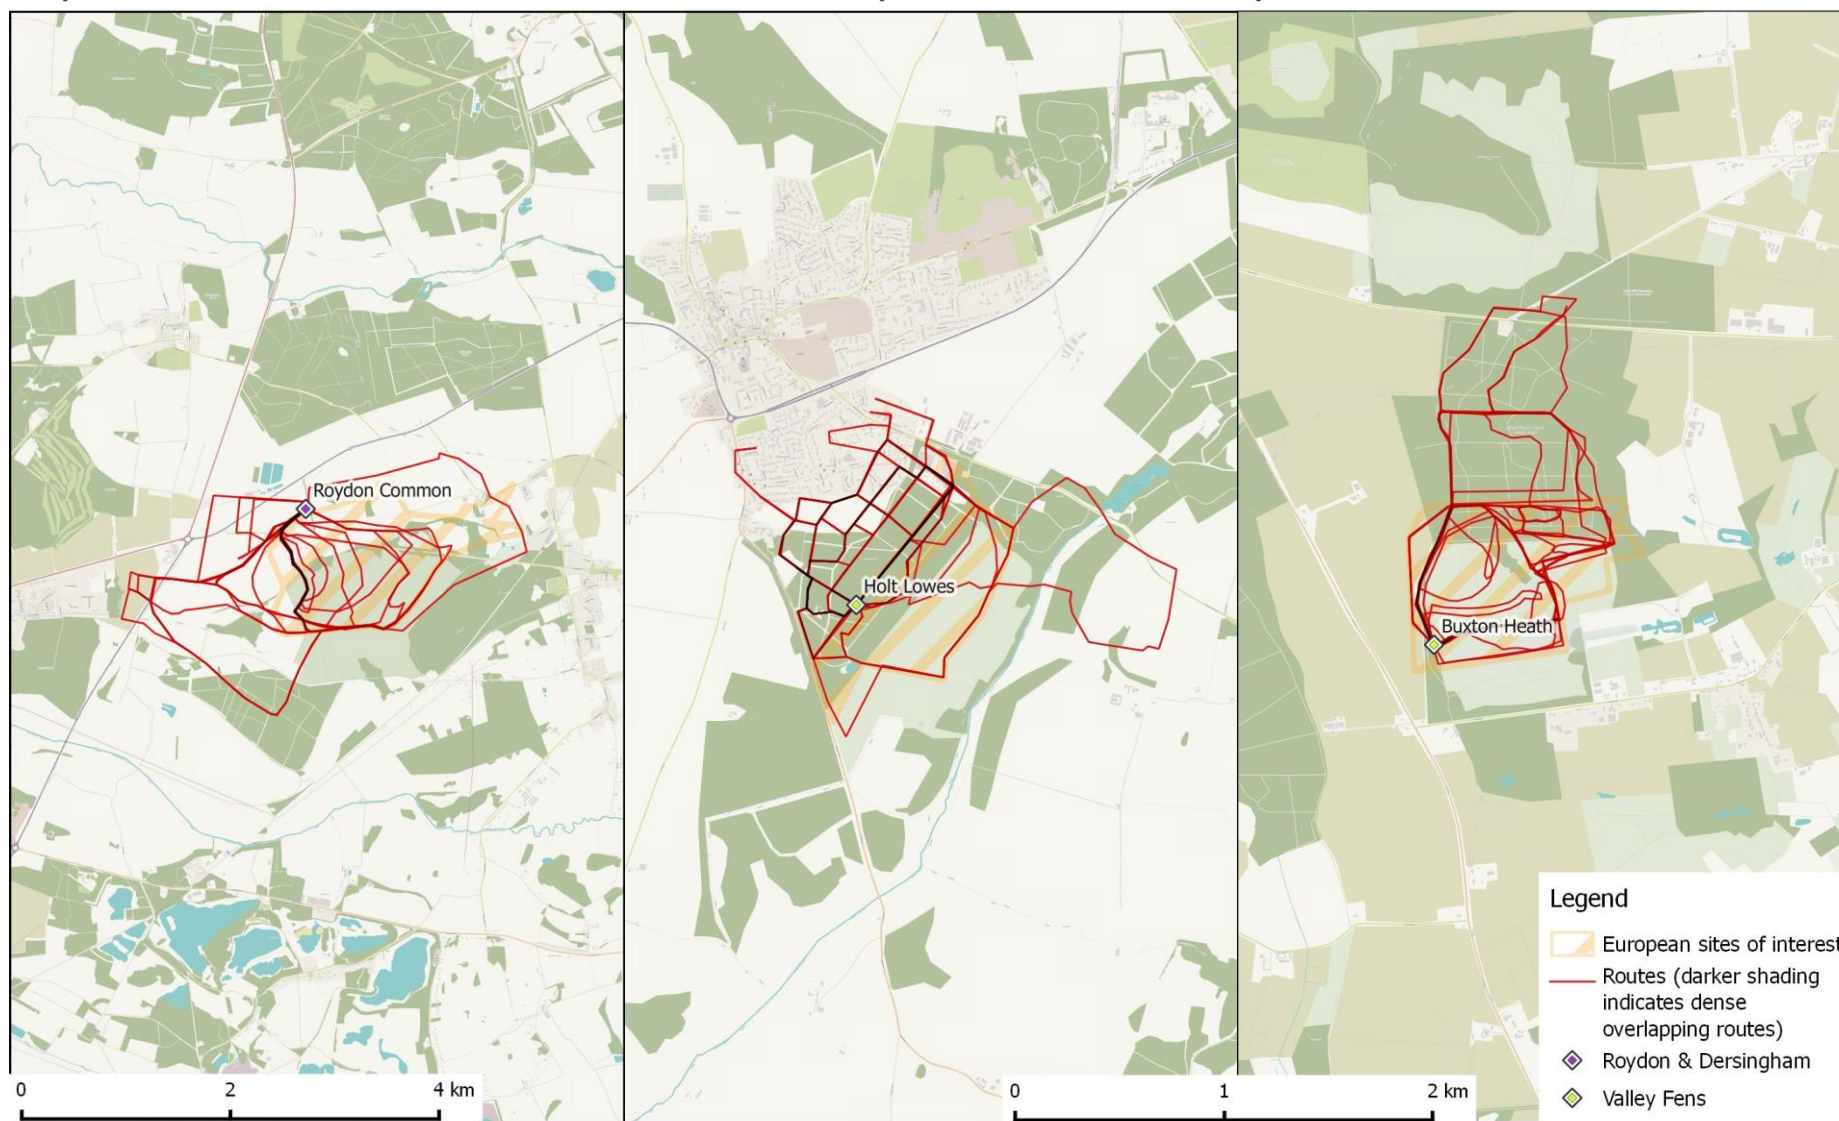 Roydon Common
Holt Lowes
Buxton Heath
Legend
European sites of interest
Routes (darker shading
indicates dense
overlapping routes)
Roydon & Dersingham
Valley Fens
0 2 4 km
0 1 2 km